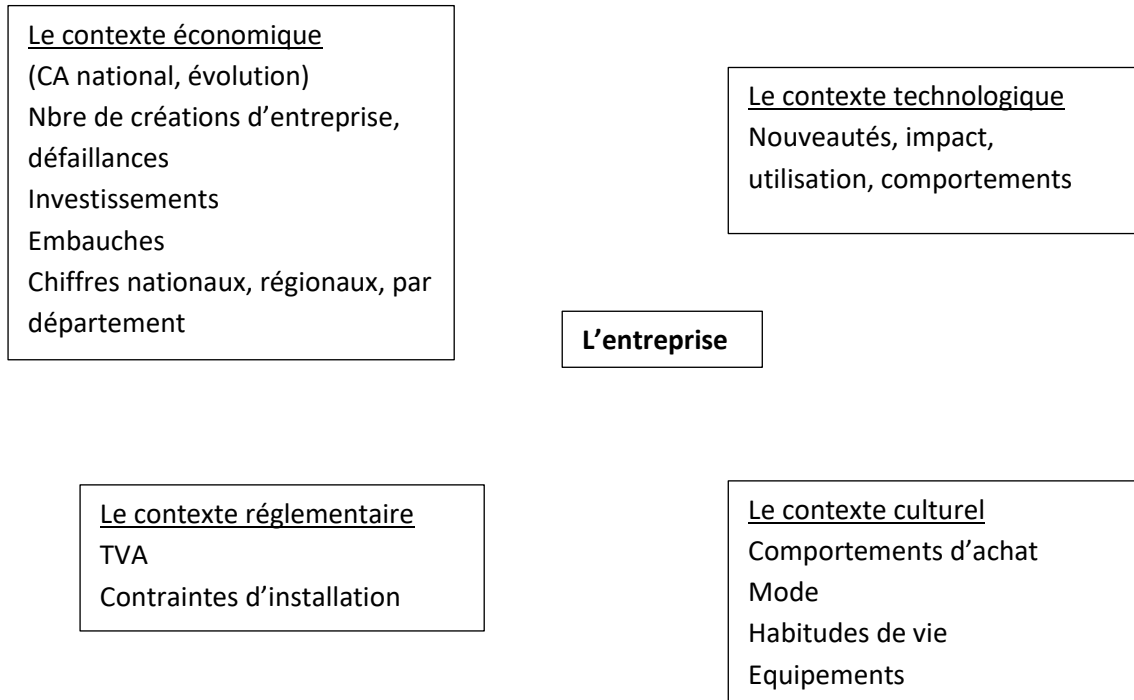 Le contexte économique
(CA national, évolution)
Nbre de créations d’entreprise,
défaillances
Investissements
Embauches
Chiffres nationaux, régionaux, par
département
Le contexte technologique
Nouveautés, impact,
utilisation, comportements
L’entreprise
Le contexte réglementaire
TVA
Contraintes d’installation
Le contexte culturel
Comportements d’achat
Mode
Habitudes de vie
Equipements